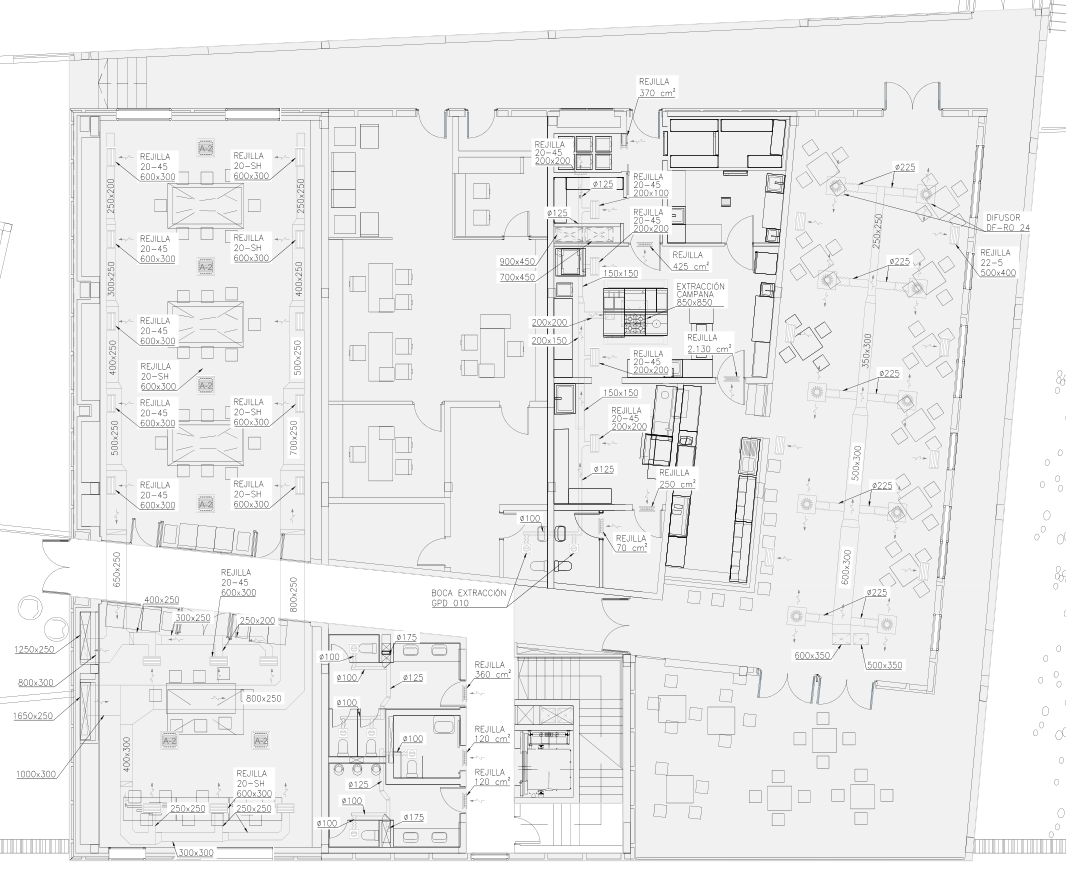 REJILLA
370 cm²
A-2
REJILLA
20-45
600x300
REJILLA
20-SH
600x300
250x200
250x250
REJILLA
20-45
200x200
REJILLA
20-45
200x100
ø125
ø125
REJILLA
20-45
200x200
900x450
700x450
REJILLA
425 cm²
150x150
EXTRACCIÓN
CAMPANA
850x850
200x200
200x150
REJILLA
2.130 cm²
REJILLA
20-45
200x200
150x150
REJILLA
20-45
200x200
ø125
REJILLA
250 cm²
ø100
REJILLA
70 cm²
BOCA EXTRACCIÓN
GPD 010
ø225
250x250
DIFUSOR
DF-RO 24
REJILLA
22-5
500x400
ø225
350x300
ø225
500x300
ø225
600x300
ø225
600x350
500x350
REJILLA
20-45
600x300
REJILLA
20-SH
600x300
300x250
400x250
A-2
REJILLA
20-45
600x300
400x250
500x250
REJILLA
20-SH
600x300
A-2
REJILLA
20-45
600x300
REJILLA
20-SH
600x300
500x250
700x250
REJILLA
20-45
600x300
REJILLA
20-SH
600x300
A-2
650x250
800x250
REJILLA
20-45
600x300
400x250
300x250
250x200
1250x250
800x300
1650x250
1000x300
800x250
A-2
A-2
400x300
REJILLA
20-SH
600x300
250x250
250x250
300x300
ø175
ø100
ø100
ø125
REJILLA
360 cm²
ø100
ø100
REJILLA
120 cm²
REJILLA
120 cm²
ø125
ø100
ø100
ø175